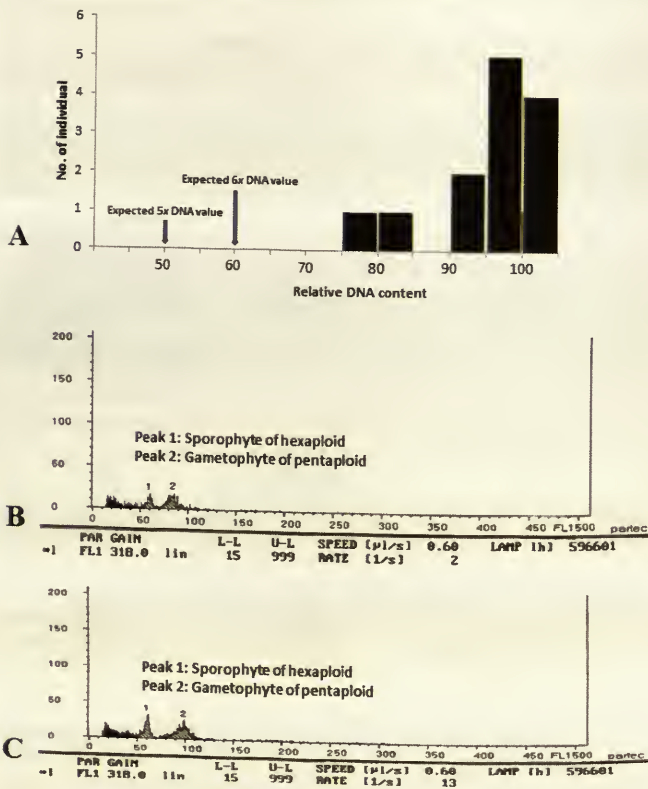 6
5
4
3
2
1
0
No. of individual
Expected 6x DNA value
Expected 5x DNA value
A
50 60 70 80 90 100
Relative DNA content
200
150
100
50
0
Peak 1: Sporophyte of hexaploid
Peak 2: Gametophyte of pentaploid
1 2
B
0 50 100 150 200 250 300 350 400 450 FL1500 partec
PAR GAIN L-L U-L SPEED [µl/s] 0.60 LAMP [h] 596601
FL1 318.0 lin 15 999 RATE [1/s] 2
200
150
100
50
0
Peak 1: Sporophyte of hexaploid
Peak 2: Gametophyte of pentaploid
1 2
C
0 50 100 150 200 250 300 350 400 450 FL1500 partec
PAR GAIN L-L U-L SPEED [µl/s] 0.60 LAMP [h] 596601
FL1 318.0 lin 15 999 RATE [1/s] 13